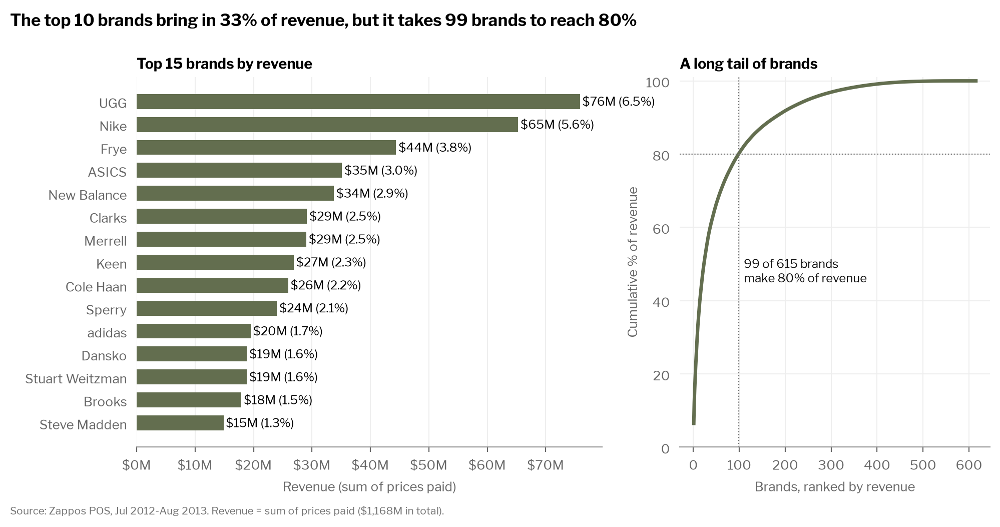 The top 10 brands bring in 33% of revenue, but it takes 99 brands to reach 80%
Top 15 brands by revenue
UGG $76M (6.5%)
Nike $65M (5.6%)
Frye $44M (3.8%)
ASICS $35M (3.0%)
New Balance $34M (2.9%)
Clarks $29M (2.5%)
Merrell $29M (2.5%)
Keen $27M (2.3%)
Cole Haan $26M (2.2%)
Sperry $24M (2.1%)
adidas $20M (1.7%)
Dansko $19M (1.6%)
Stuart Weitzman $19M (1.6%)
Brooks $18M (1.5%)
Steve Madden $15M (1.3%)
$0M $10M $20M $30M $40M $50M $60M $70M
Revenue (sum of prices paid)
A long tail of brands
100
80
60
40
20
0
Cumulative % of revenue
99 of 615 brands
make 80% of revenue
0 100 200 300 400 500 600
Brands, ranked by revenue
Source: Zappos POS, Jul 2012-Aug 2013. Revenue = sum of prices paid ($1,168M in total).